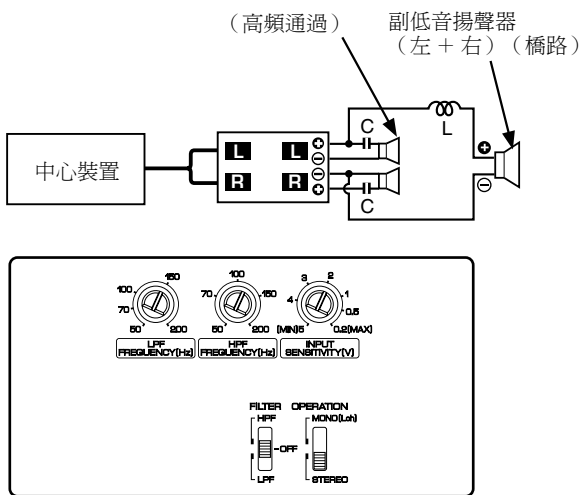 (高頻通過)
副低音揚聲器
(左 + 右)(橋路)
中心裝置
L L
R R
C
C
L
50 70 100 150 200
LPF
FREQUENCY(Hz)
50 70 100 150 200
HPF
FREQUENCY(Hz)
(MIN)5 4 3 2 1 0.5 0.2(MAX)
INPUT
SENSITIVITY(V)
FILTER OPERATION
HPF MONO(Lch)
OFF
LPF STEREO